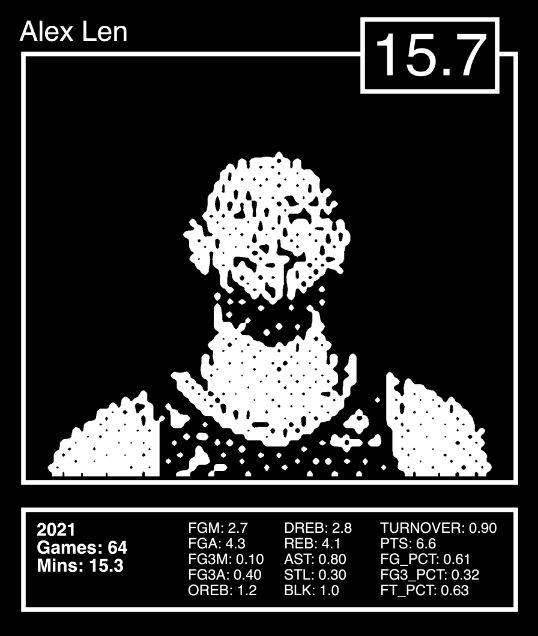 Alex Len
15.7
2021
Games: 64
Mins: 15.3
FGM: 2.7
FGA: 4.3
FG3M: 0.10
FG3A: 0.40
OREB: 1.2
DREB: 2.8
REB: 4.1
AST: 0.80
STL: 0.30
BLK: 1.0
TURNOVER: 0.90
PTS: 6.6
FG_PCT: 0.61
FG3_PCT: 0.32
FT_PCT: 0.63